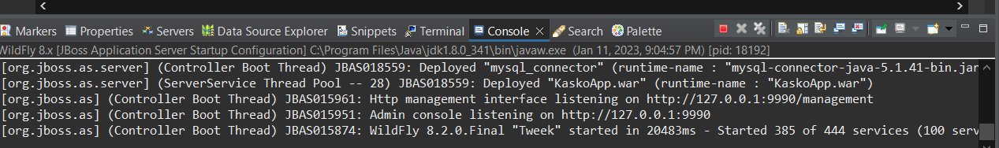 Markers Properties Servers Data Source Explorer Snippets Terminal Console Search Palette
WildFly 8.x [JBoss Application Server Startup Configuration] C:\Program Files\Java\jdk1.8.0_341\bin\javaw.exe (Jan 11, 2023, 9:04:57 PM) [pid: 18192]
[org.jboss.as.server] (Controller Boot Thread) JBAS018559: Deployed "mysql_connector" (runtime-name : "mysql-connector-java-5.1.41-bin.jar
[org.jboss.as.server] (ServerService Thread Pool -- 28) JBAS018559: Deployed "KaskoApp.war" (runtime-name : "KaskoApp.war")
[org.jboss.as] (Controller Boot Thread) JBAS015961: Http management interface listening on http://127.0.0.1:9990/management
[org.jboss.as] (Controller Boot Thread) JBAS015951: Admin console listening on http://127.0.0.1:9990
[org.jboss.as] (Controller Boot Thread) JBAS015874: WildFly 8.2.0.Final "Tweek" started in 20483ms - Started 385 of 444 services (100 serv